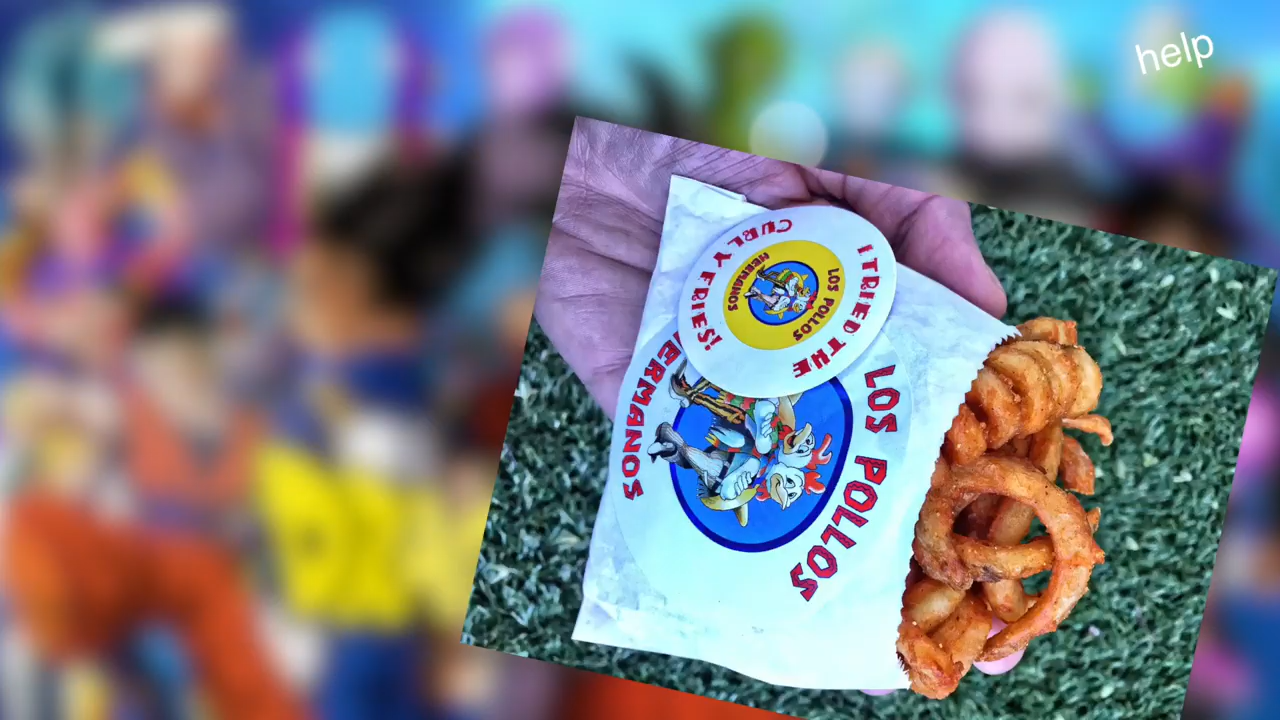 help
I TRIED THE
CURLY FRIES!
LOS POLLOS
HERMANOS
LOS POLLOS
HERMANOS